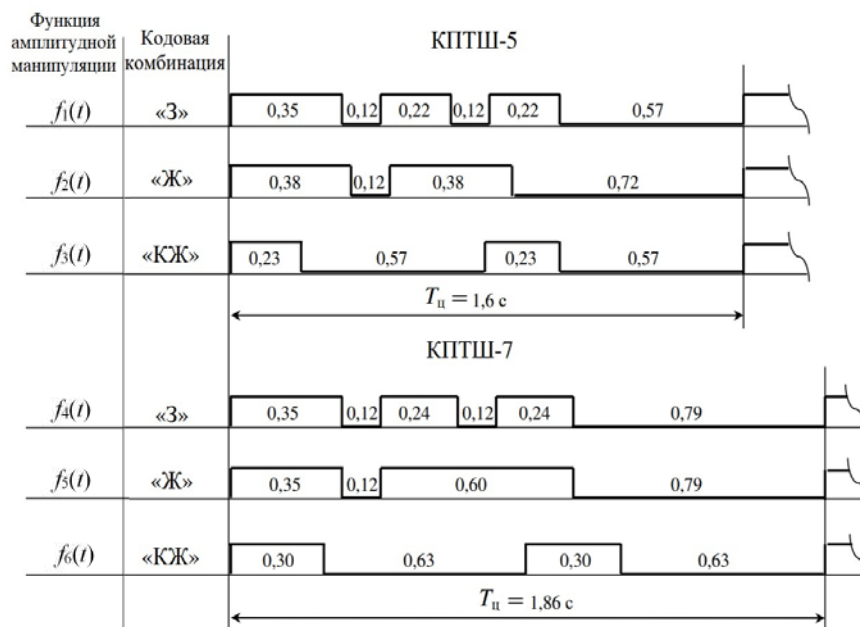 Функция
амплитудной
манипуляции
Кодовая
комбинация
КПТШ-5
f1(t) «З» 0,35 0,12 0,22 0,12 0,22 0,57
f2(t) «Ж» 0,38 0,12 0,38 0,72
f3(t) «КЖ» 0,23 0,57 0,23 0,57
Tц = 1,6 с
КПТШ-7
f4(t) «З» 0,35 0,12 0,24 0,12 0,24 0,79
f5(t) «Ж» 0,35 0,12 0,60 0,79
f6(t) «КЖ» 0,30 0,63 0,30 0,63
Tц = 1,86 с